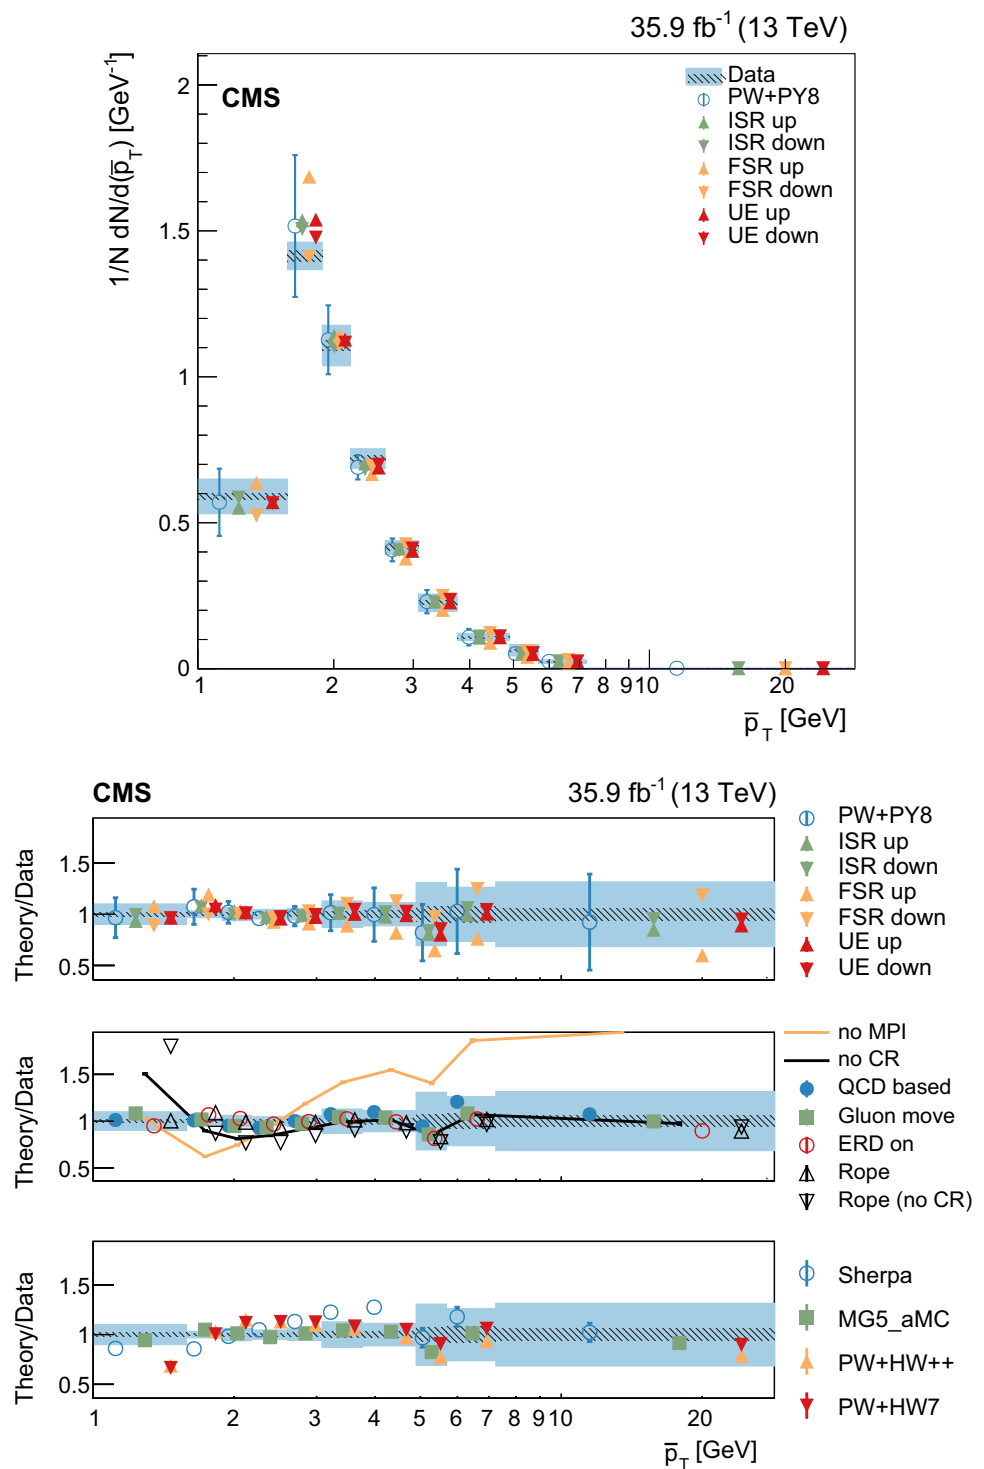 35.9 fb⁻¹ (13 TeV)
1/N dN/d(p̅_T) [GeV⁻¹]
CMS
Data
PW+PY8
ISR up
ISR down
FSR up
FSR down
UE up
UE down
2
1.5
1
0.5
0
1 2 3 4 5 6 7 8 9 10 20
p̅_T [GeV]
CMS 35.9 fb⁻¹ (13 TeV)
Theory/Data
1.5
1
0.5
PW+PY8
ISR up
ISR down
FSR up
FSR down
UE up
UE down
Theory/Data
1.5
1
0.5
no MPI
no CR
QCD based
Gluon move
ERD on
Rope
Rope (no CR)
Theory/Data
1.5
1
0.5
Sherpa
MG5_aMC
PW+HW++
PW+HW7
1 2 3 4 5 6 7 8 9 10 20
p̅_T [GeV]